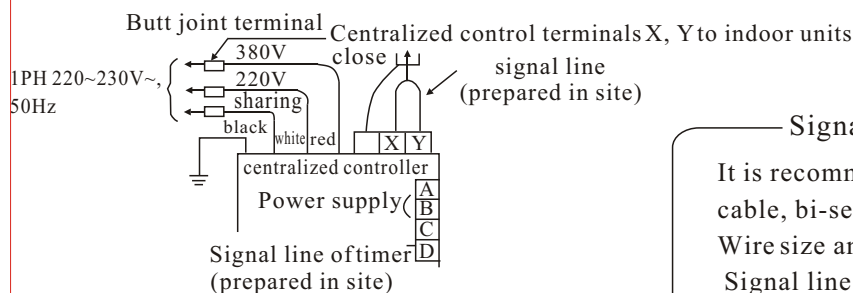 Butt joint terminal
Centralized control terminals X, Y to indoor units
380V
close
1PH 220~230V~,
50Hz
220V
signal line
(prepared in site)
sharing
black
white
red
X
Y
centralized controller
Power supply
A
B
C
D
Signal line of timer
(prepared in site)
Signa
It is recomm
cable, bi-se
Wire size an
Signal line